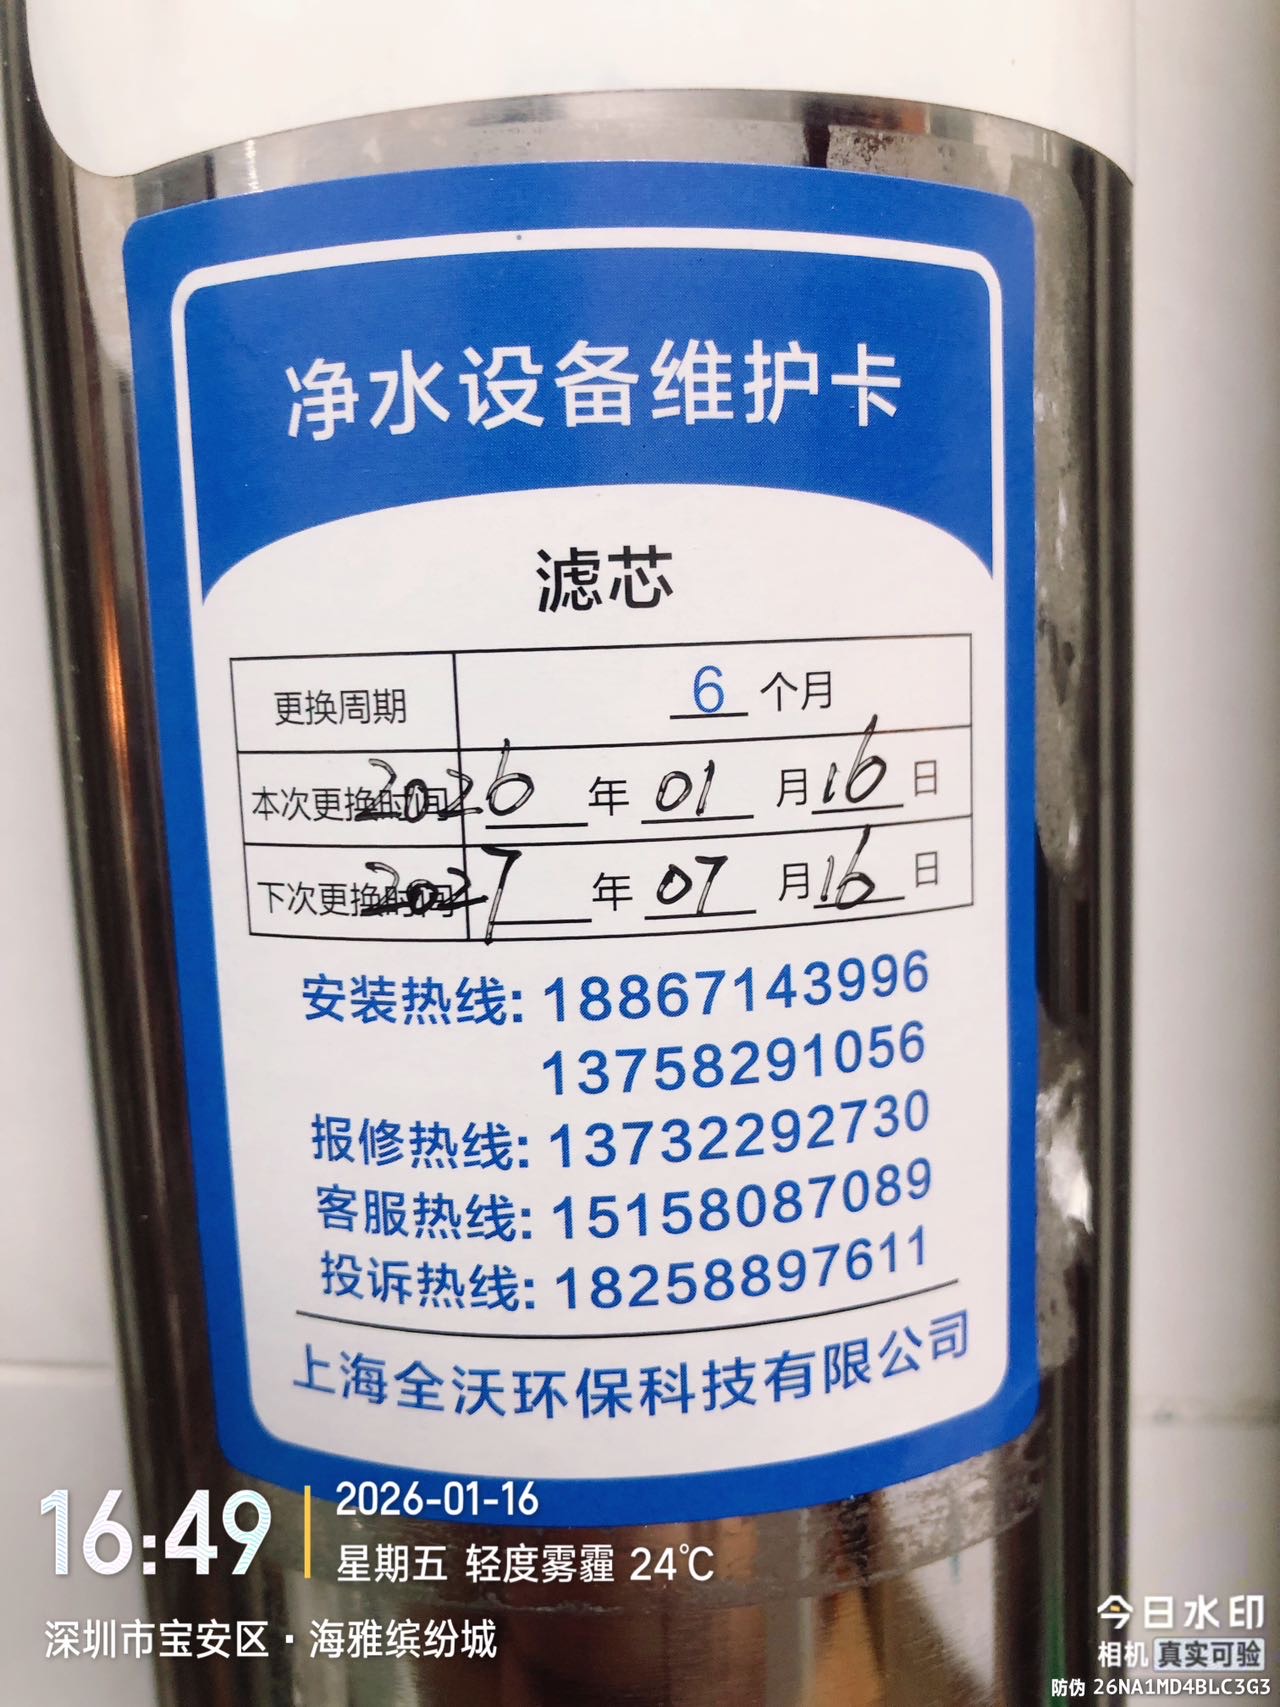 净水设备维护卡
滤芯
更换周期 6 个月
本次更换时间 2026 年 01 月 16 日
下次更换时间 2027 年 07 月 16 日
安装热线: 18867143996
13758291056
报修热线: 13732292730
客服热线: 15158087089
投诉热线: 18258897611
上海全沃环保科技有限公司
16:49
2026-01-16
星期五 轻度雾霾 24℃
深圳市宝安区·海雅缤纷城
今日水印
相机 真实可验
防伪 26NA1MD4BLC3G3